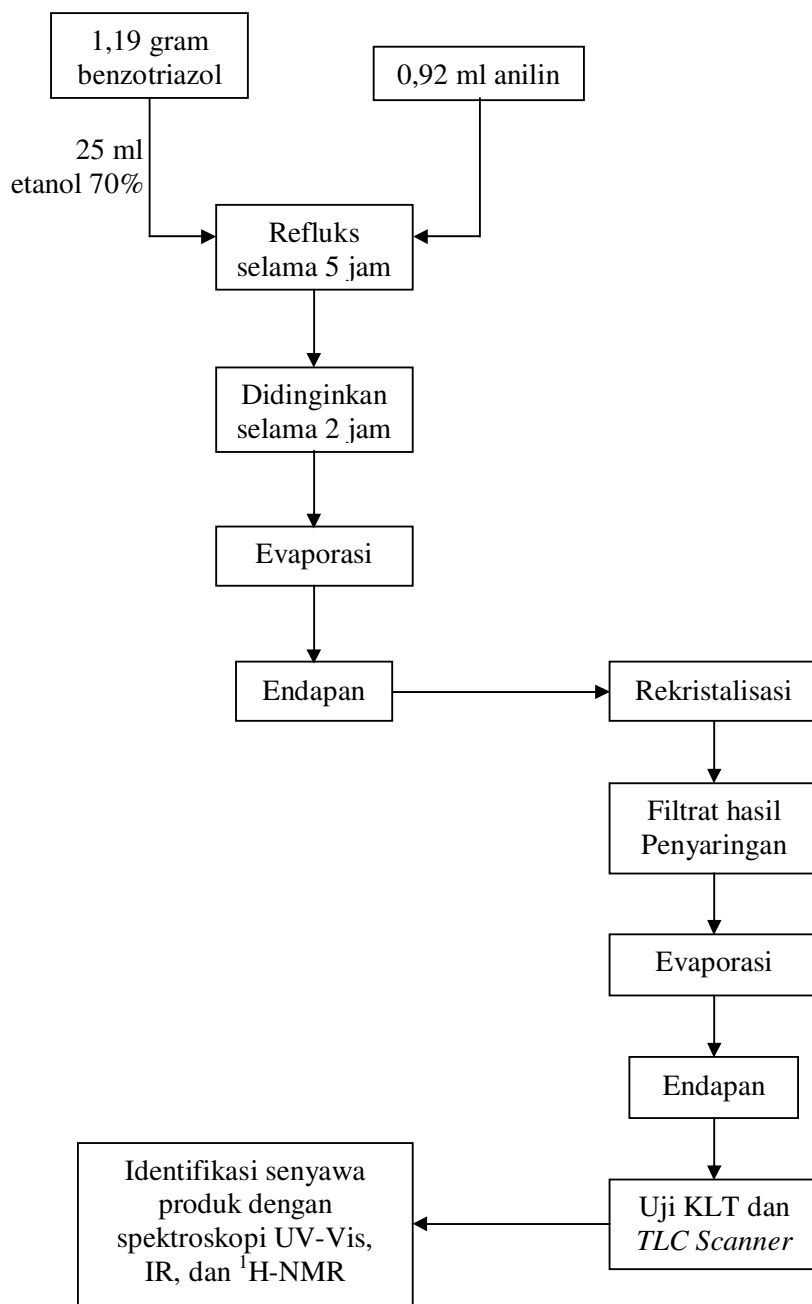 1,19 gram
benzotriazol
0,92 ml anilin
25 ml
etanol 70%
Refluks
selama 5 jam
Didinginkan
selama 2 jam
Evaporasi
Endapan
Rekristalisasi
Filtrat hasil
Penyaringan
Evaporasi
Endapan
Uji KLT dan
TLC Scanner
Identifikasi senyawa
produk dengan
spektroskopi UV-Vis,
IR, dan ¹H-NMR